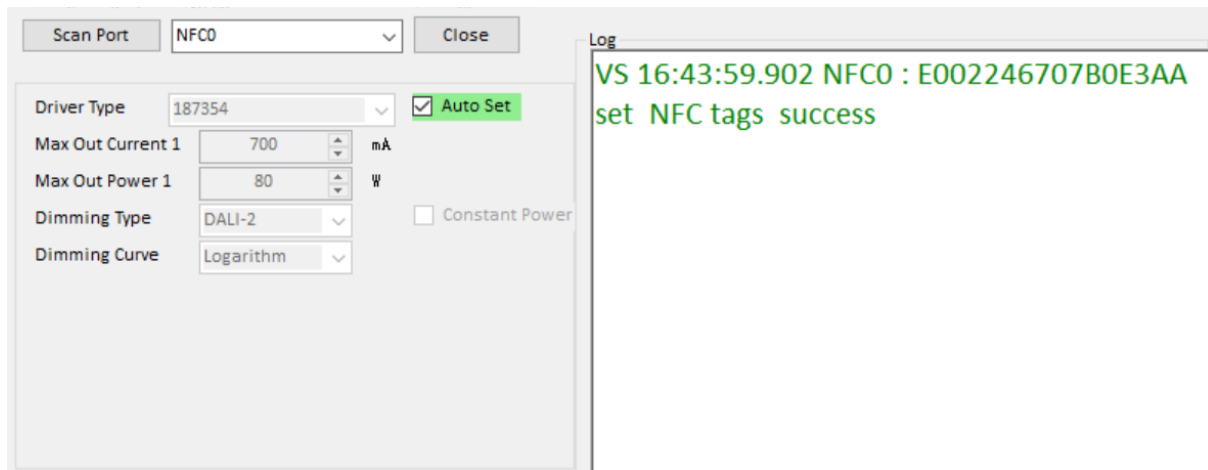 Scan Port NFC0 Close
Driver Type 187354 Auto Set
Max Out Current 1 700 mA
Max Out Power 1 80 W
Dimming Type DALI-2 Constant Power
Dimming Curve Logarithm
Log
VS 16:43:59.902 NFC0 : E002246707B0E3AA
set NFC tags success